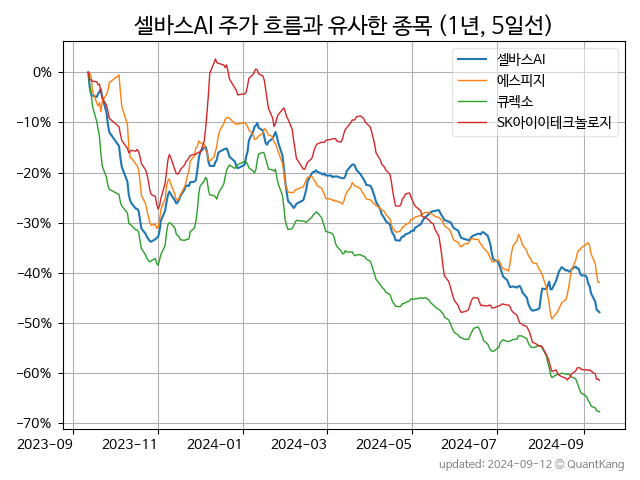 셀바스AI 주가 흐름과 유사한 종목 (1년, 5일선)
셀바스AI
에스피지
큐렉소
SK아이이테크놀로지
0%
−10%
−20%
−30%
−40%
−50%
−60%
−70%
2023-09
2023-11
2024-01
2024-03
2024-05
2024-07
2024-09
updated: 2024-09-12 ⓒ QuantKang